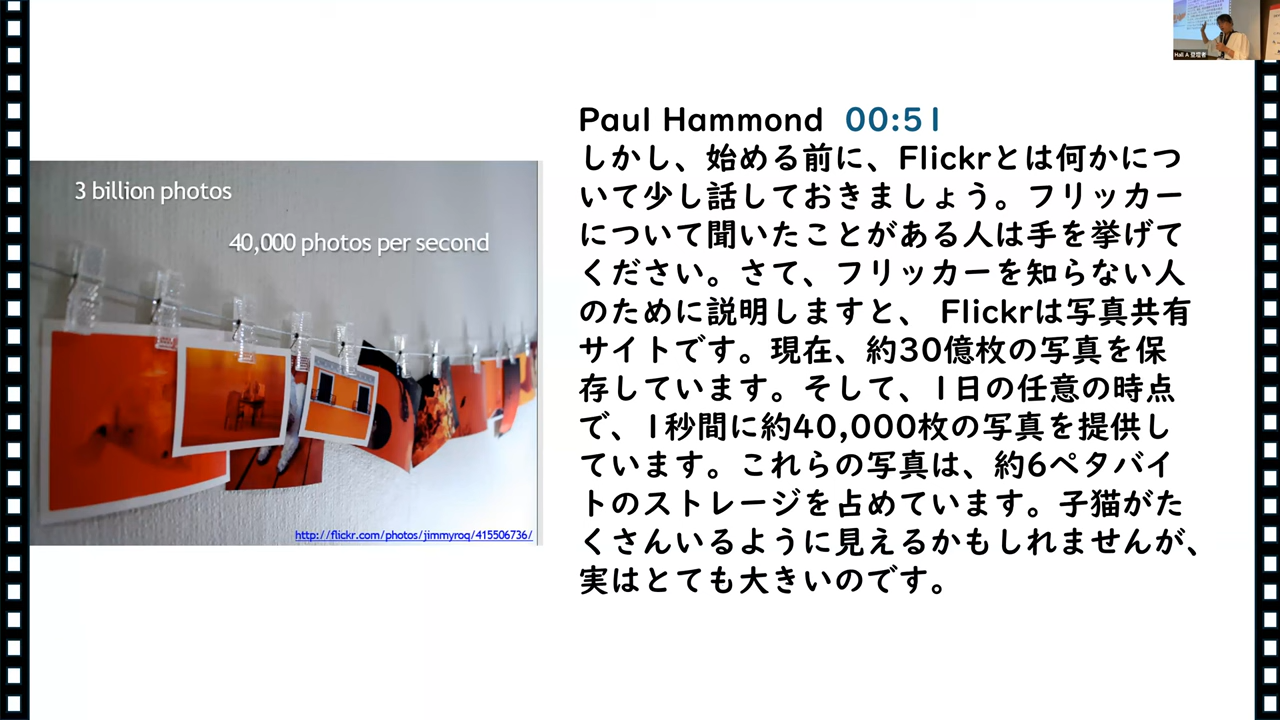 3 billion photos
40,000 photos per second
http://flickr.com/photos/jimmyroq/415506736/
Paul Hammond 00:51
しかし、始める前に、Flickrとは何かにつ
いて少し話しておきましょう。フリッカー
について聞いたことがある人は手を挙げて
ください。さて、フリッカーを知らない人
のために説明しますと、 Flickrは写真共有
サイトです。現在、約30億枚の写真を保
存しています。そして、1日の任意の時点
で、1秒間に約40,000枚の写真を提供し
ています。これらの写真は、約6ペタバイ
トのストレージを占めています。子猫がた
くさんいるように見えるかもしれませんが、
実はとても大きいのです。
Hall A 登壇者